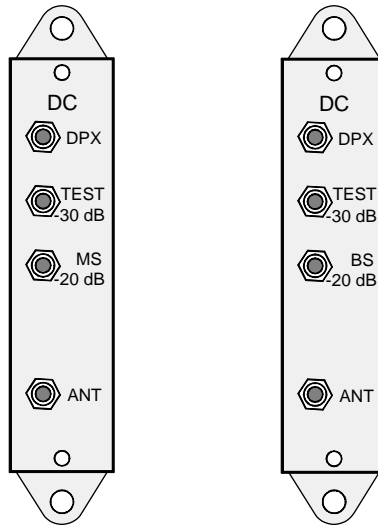 DC
DPX
TEST
-30 dB
MS
-20 dB
ANT
DC
DPX
TEST
-30 dB
BS
-20 dB
ANT